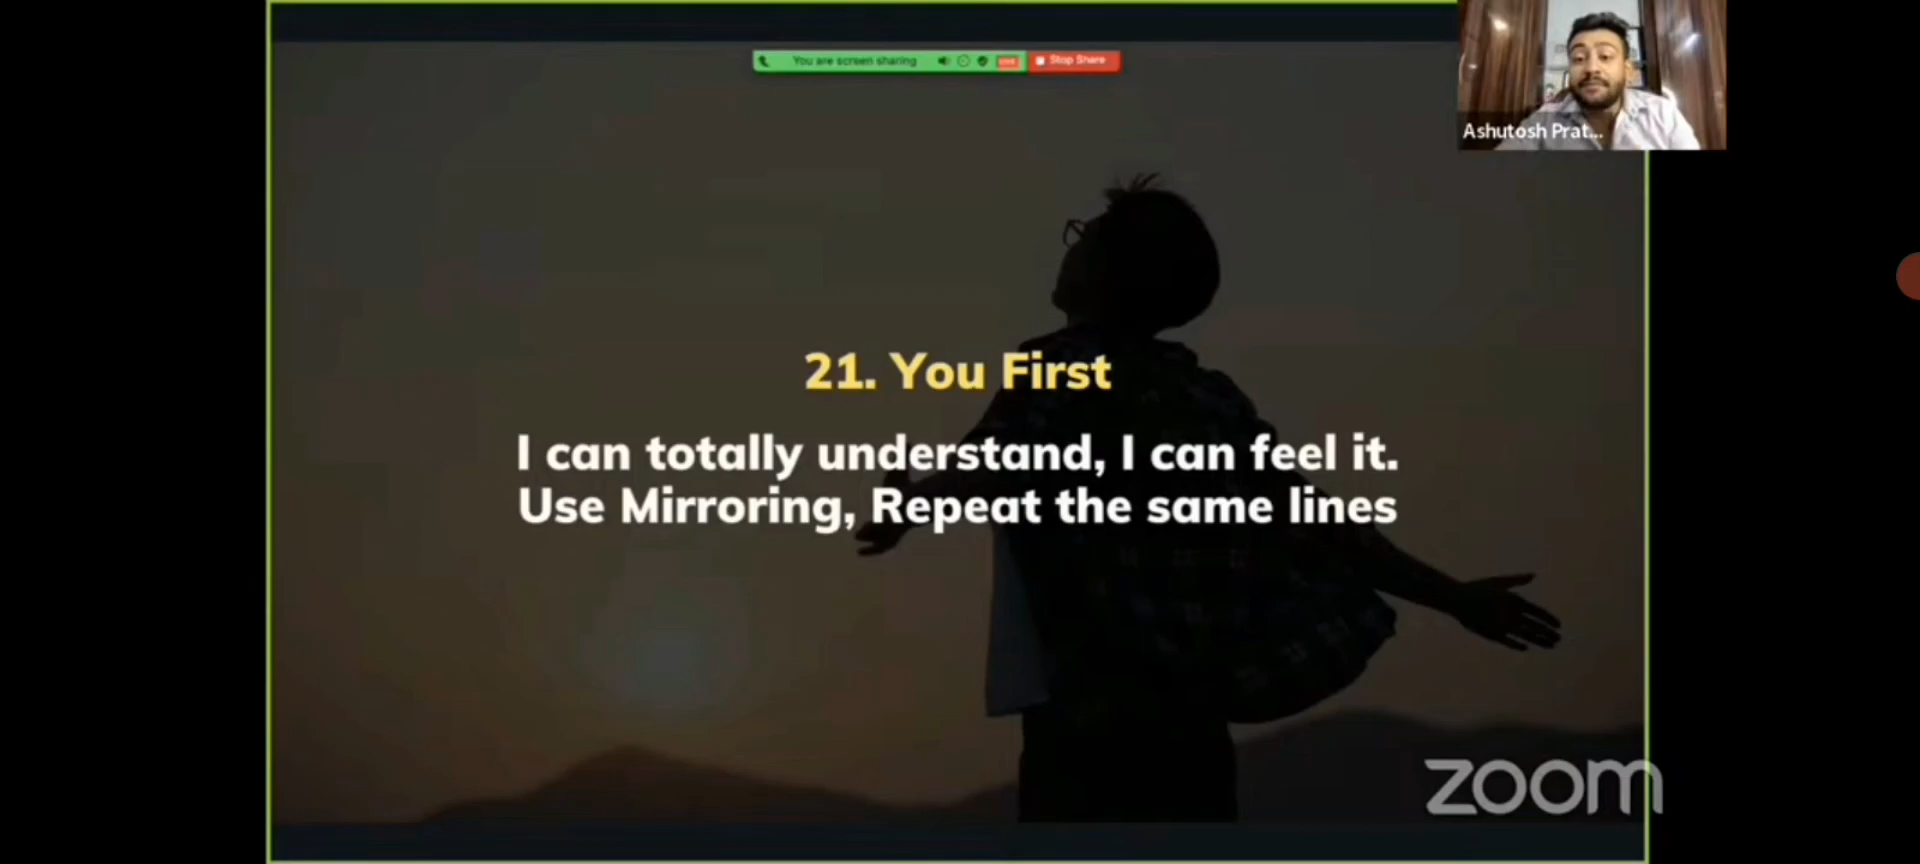 You are screen sharing
LIVE
Stop Share
Ashutosh Prat...
21. You First
I can totally understand, I can feel it.
Use Mirroring, Repeat the same lines
zoom